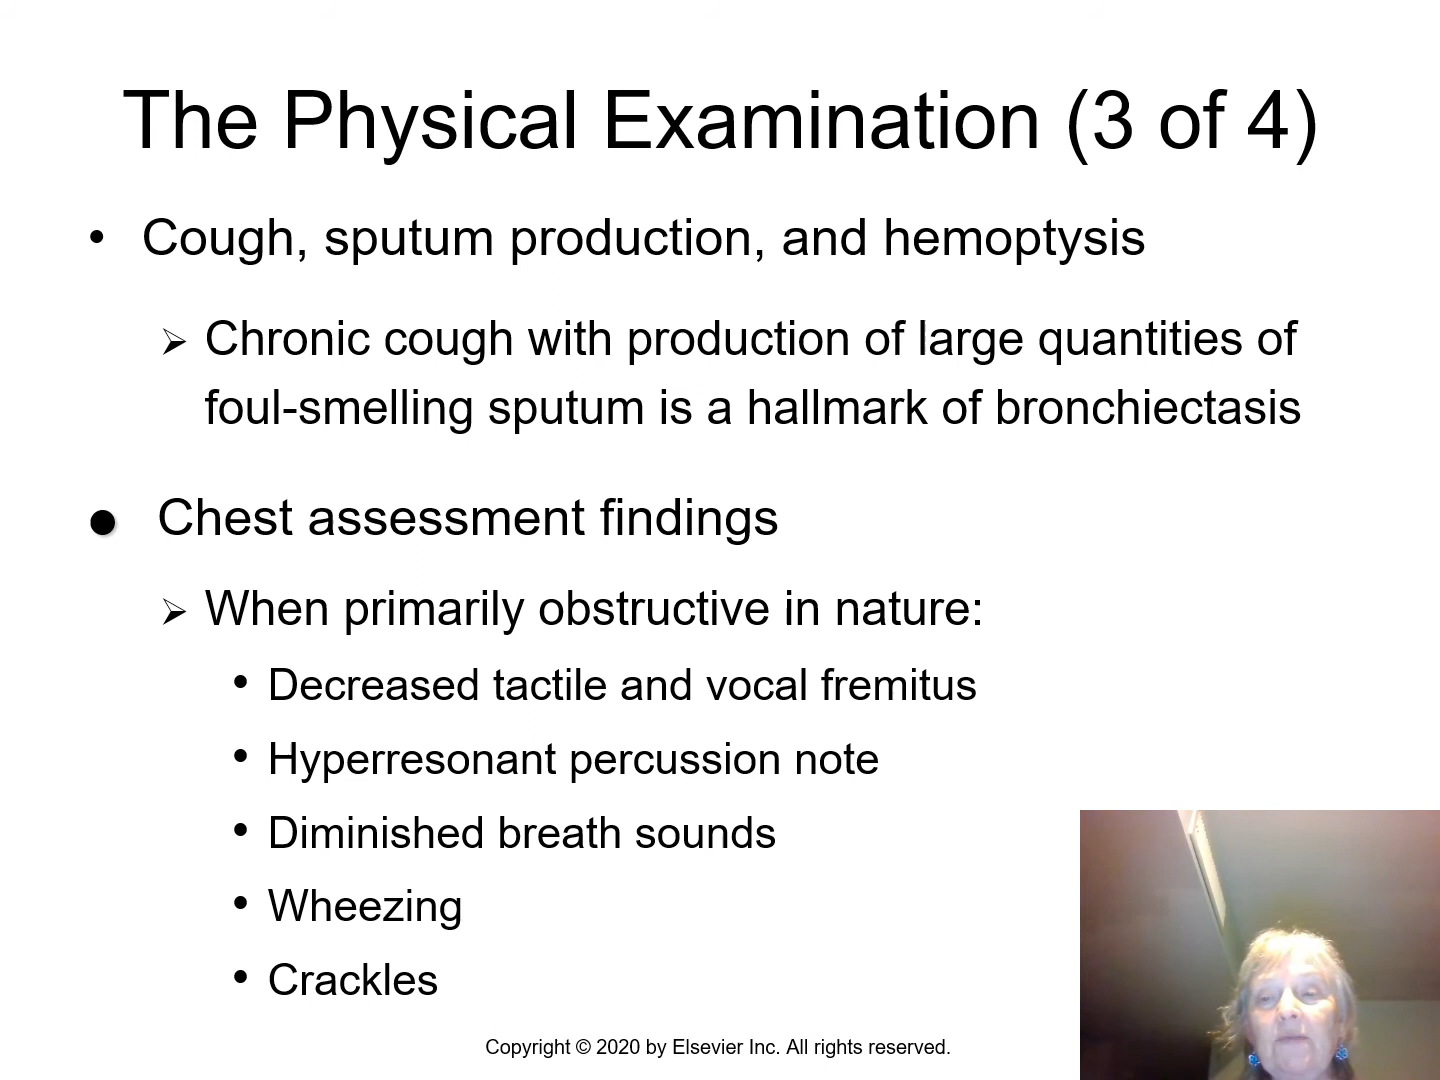 The Physical Examination (3 of 4)
• Cough, sputum production, and hemoptysis
➢ Chronic cough with production of large quantities of
foul-smelling sputum is a hallmark of bronchiectasis
● Chest assessment findings
➢ When primarily obstructive in nature:
• Decreased tactile and vocal fremitus
• Hyperresonant percussion note
• Diminished breath sounds
• Wheezing
• Crackles
Copyright © 2020 by Elsevier Inc. All rights reserved.